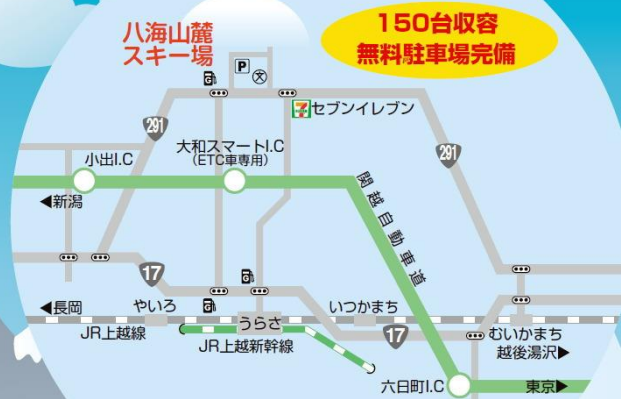 八海山麓
スキー場
150台収容
無料駐車場完備
G
P
文
7
セブンイレブン
291
小出I.C
大和スマートI.C
(ETC車専用)
291
◀新潟
関越自動車道
17
G
◀長岡
やいろ
G
うらさ
いつかまち
17
むいかまち
JR上越線
JR上越新幹線
越後湯沢▶
六日町I.C
東京▶